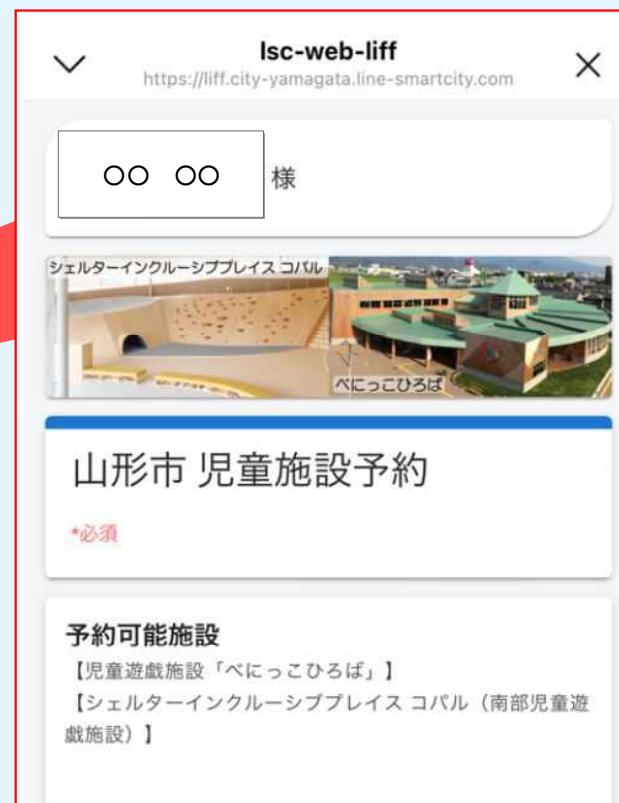 lsc-web-liff
https://liff.city-yamagata.line-smartcity.com
○○ ○○ 様
シェルターインクルーシブプレイス コパル
べにっこひろば
山形市 児童施設予約
*必須
予約可能施設
【児童遊戯施設「べにっこひろば」】
【シェルターインクルーシブプレイス コパル（南部児童遊
戯施設）】